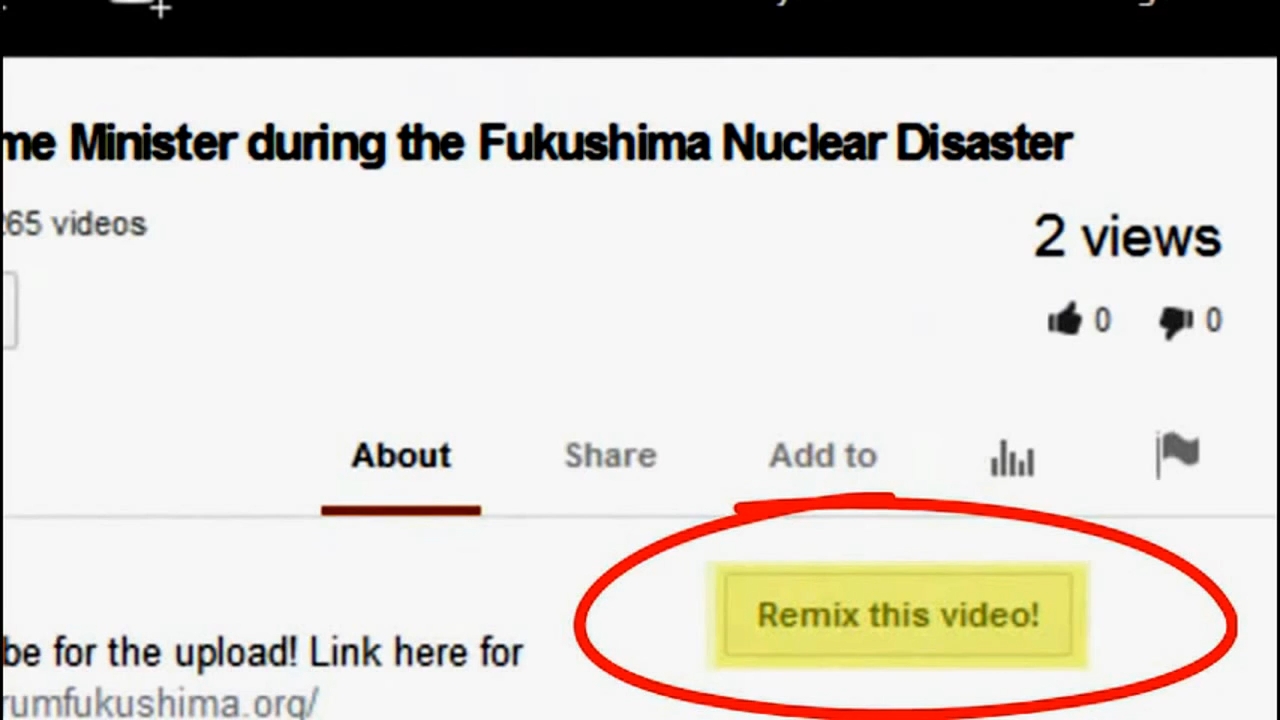 me Minister during the Fukushima Nuclear Disaster
265 videos
2 views
0 0
About Share Add to
Remix this video!
be for the upload! Link here for
rumfukushima.org/